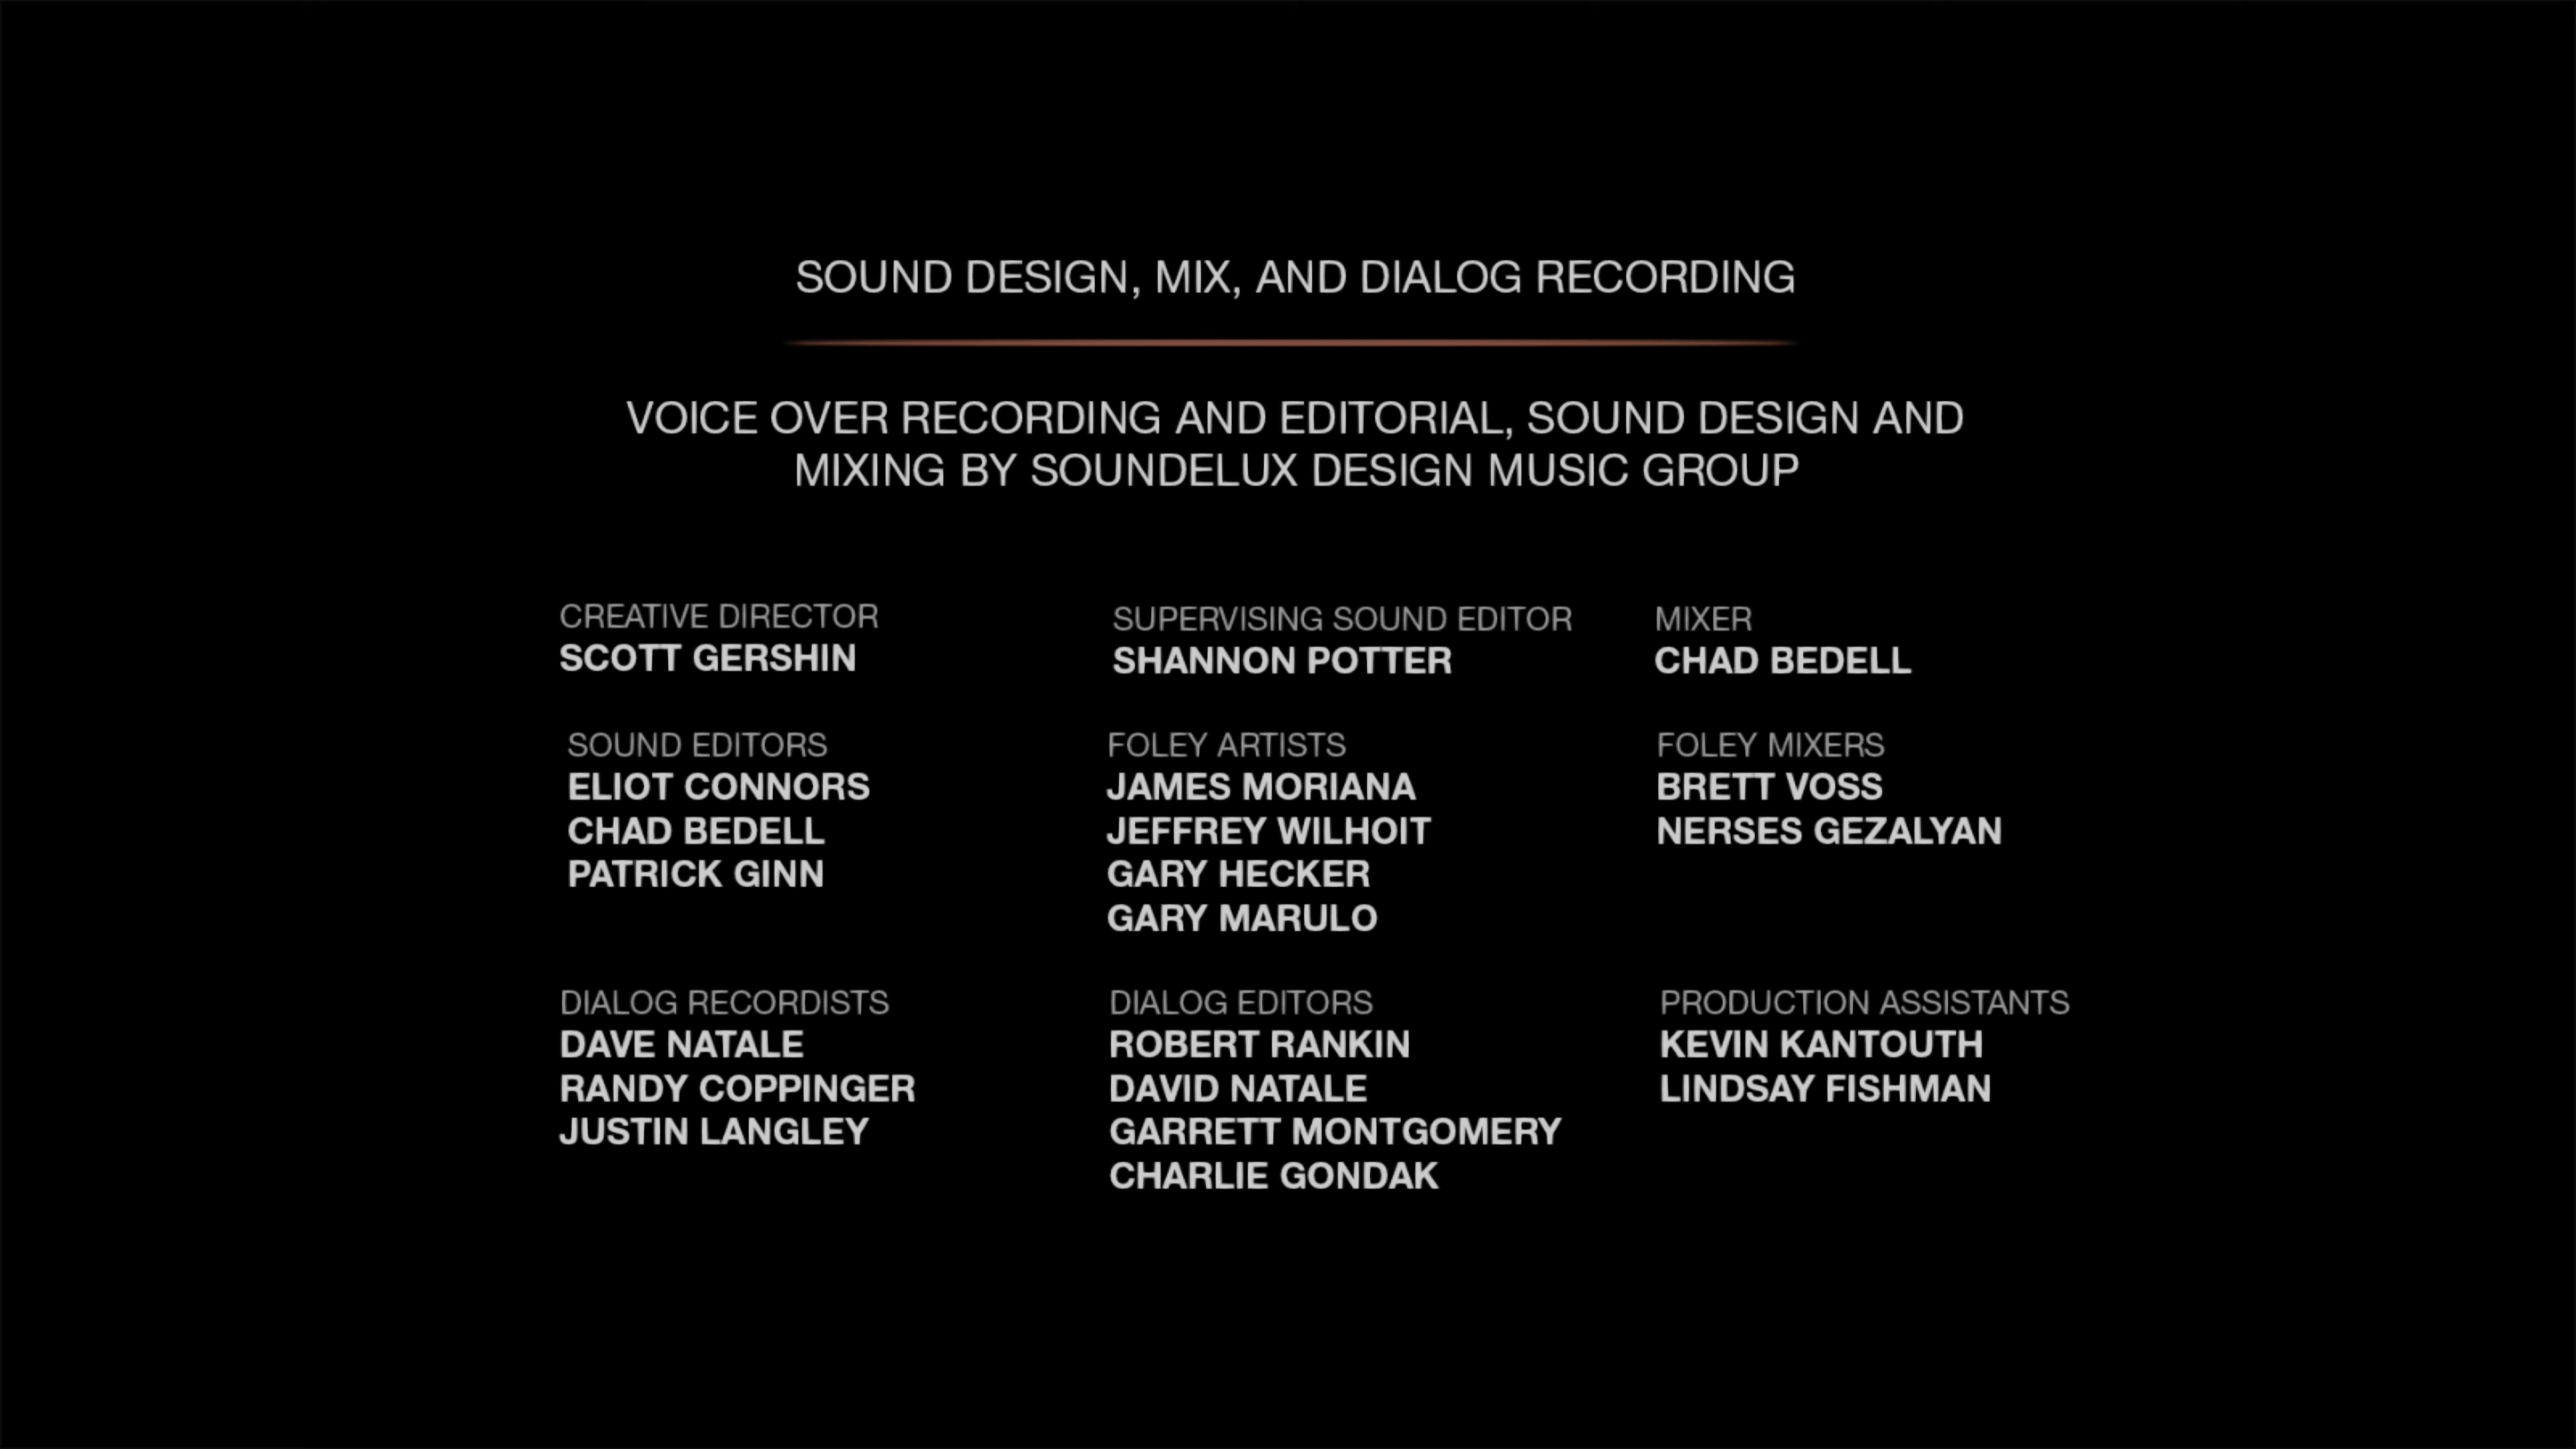 SOUND DESIGN, MIX, AND DIALOG RECORDING
VOICE OVER RECORDING AND EDITORIAL, SOUND DESIGN AND
MIXING BY SOUNDELUX DESIGN MUSIC GROUP
CREATIVE DIRECTOR
SCOTT GERSHIN
SUPERVISING SOUND EDITOR
SHANNON POTTER
MIXER
CHAD BEDELL
SOUND EDITORS
ELIOT CONNORS
CHAD BEDELL
PATRICK GINN
FOLEY ARTISTS
JAMES MORIANA
JEFFREY WILHOIT
GARY HECKER
GARY MARULO
FOLEY MIXERS
BRETT VOSS
NERSES GEZALYAN
DIALOG RECORDISTS
DAVE NATALE
RANDY COPPINGER
JUSTIN LANGLEY
DIALOG EDITORS
ROBERT RANKIN
DAVID NATALE
GARRETT MONTGOMERY
CHARLIE GONDAK
PRODUCTION ASSISTANTS
KEVIN KANTOUTH
LINDSAY FISHMAN